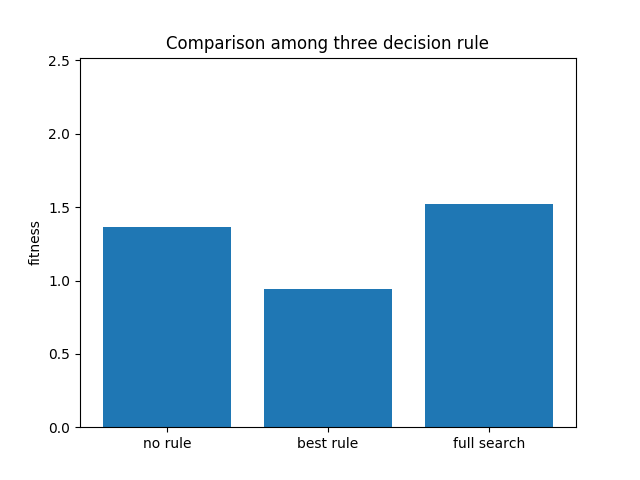 Comparison among three decision rule
2.5
2.0
1.5
1.0
0.5
0.0
fitness
no rule
best rule
full search